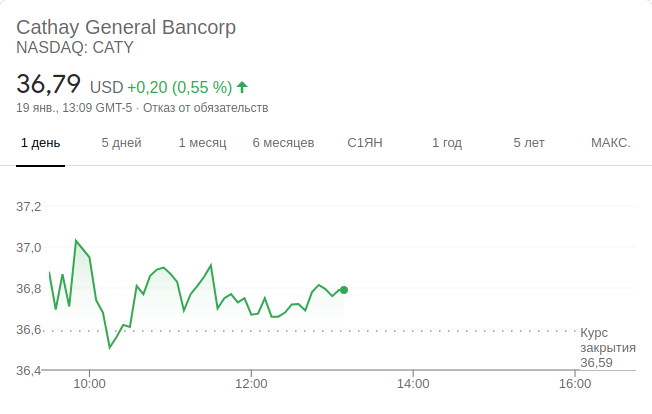 Cathay General Bancorp
NASDAQ: CATY
36,79 USD +0,20 (0,55 %)
19 янв., 13:09 GMT-5 · Отказ от обязательств
1 день 5 дней 1 месяц 6 месяцев С1ЯН 1 год 5 лет МАКС.
37,2
37,0
36,8
36,6
36,4
Курс
закрытия
36,59
10:00 12:00 14:00 16:00